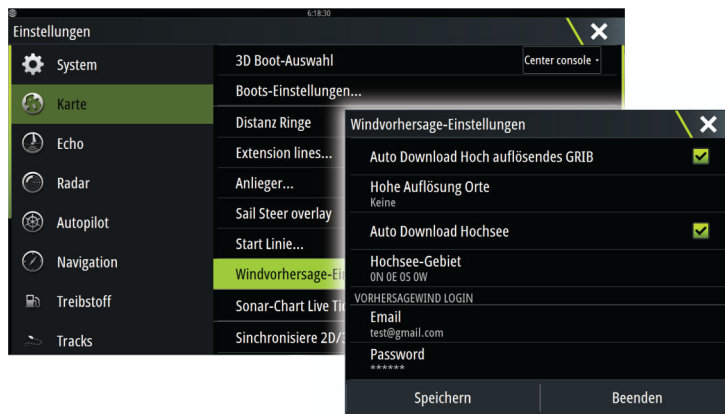 6:18:30
Einstellungen
System
Karte
Echo
Radar
Autopilot
Navigation
Treibstoff
Tracks
3D Boot-Auswahl
Center console
Boots-Einstellungen...
Distanz Ringe
Extension lines...
Anlieger...
Sail Steer overlay
Start Linie...
Windvorhersage-Ei
Sonar-Chart Live Ti
Sinchronisiere 2D/
Windvorhersage-Einstellungen
Auto Download Hoch auflösendes GRIB
Hohe Auflösung Orte
Keine
Auto Download Hochsee
Hochsee-Gebiet
0N 0E 0S 0W
VORHERSAGEWIND LOGIN
Email
test@gmail.com
Password
******
Speichern
Beenden